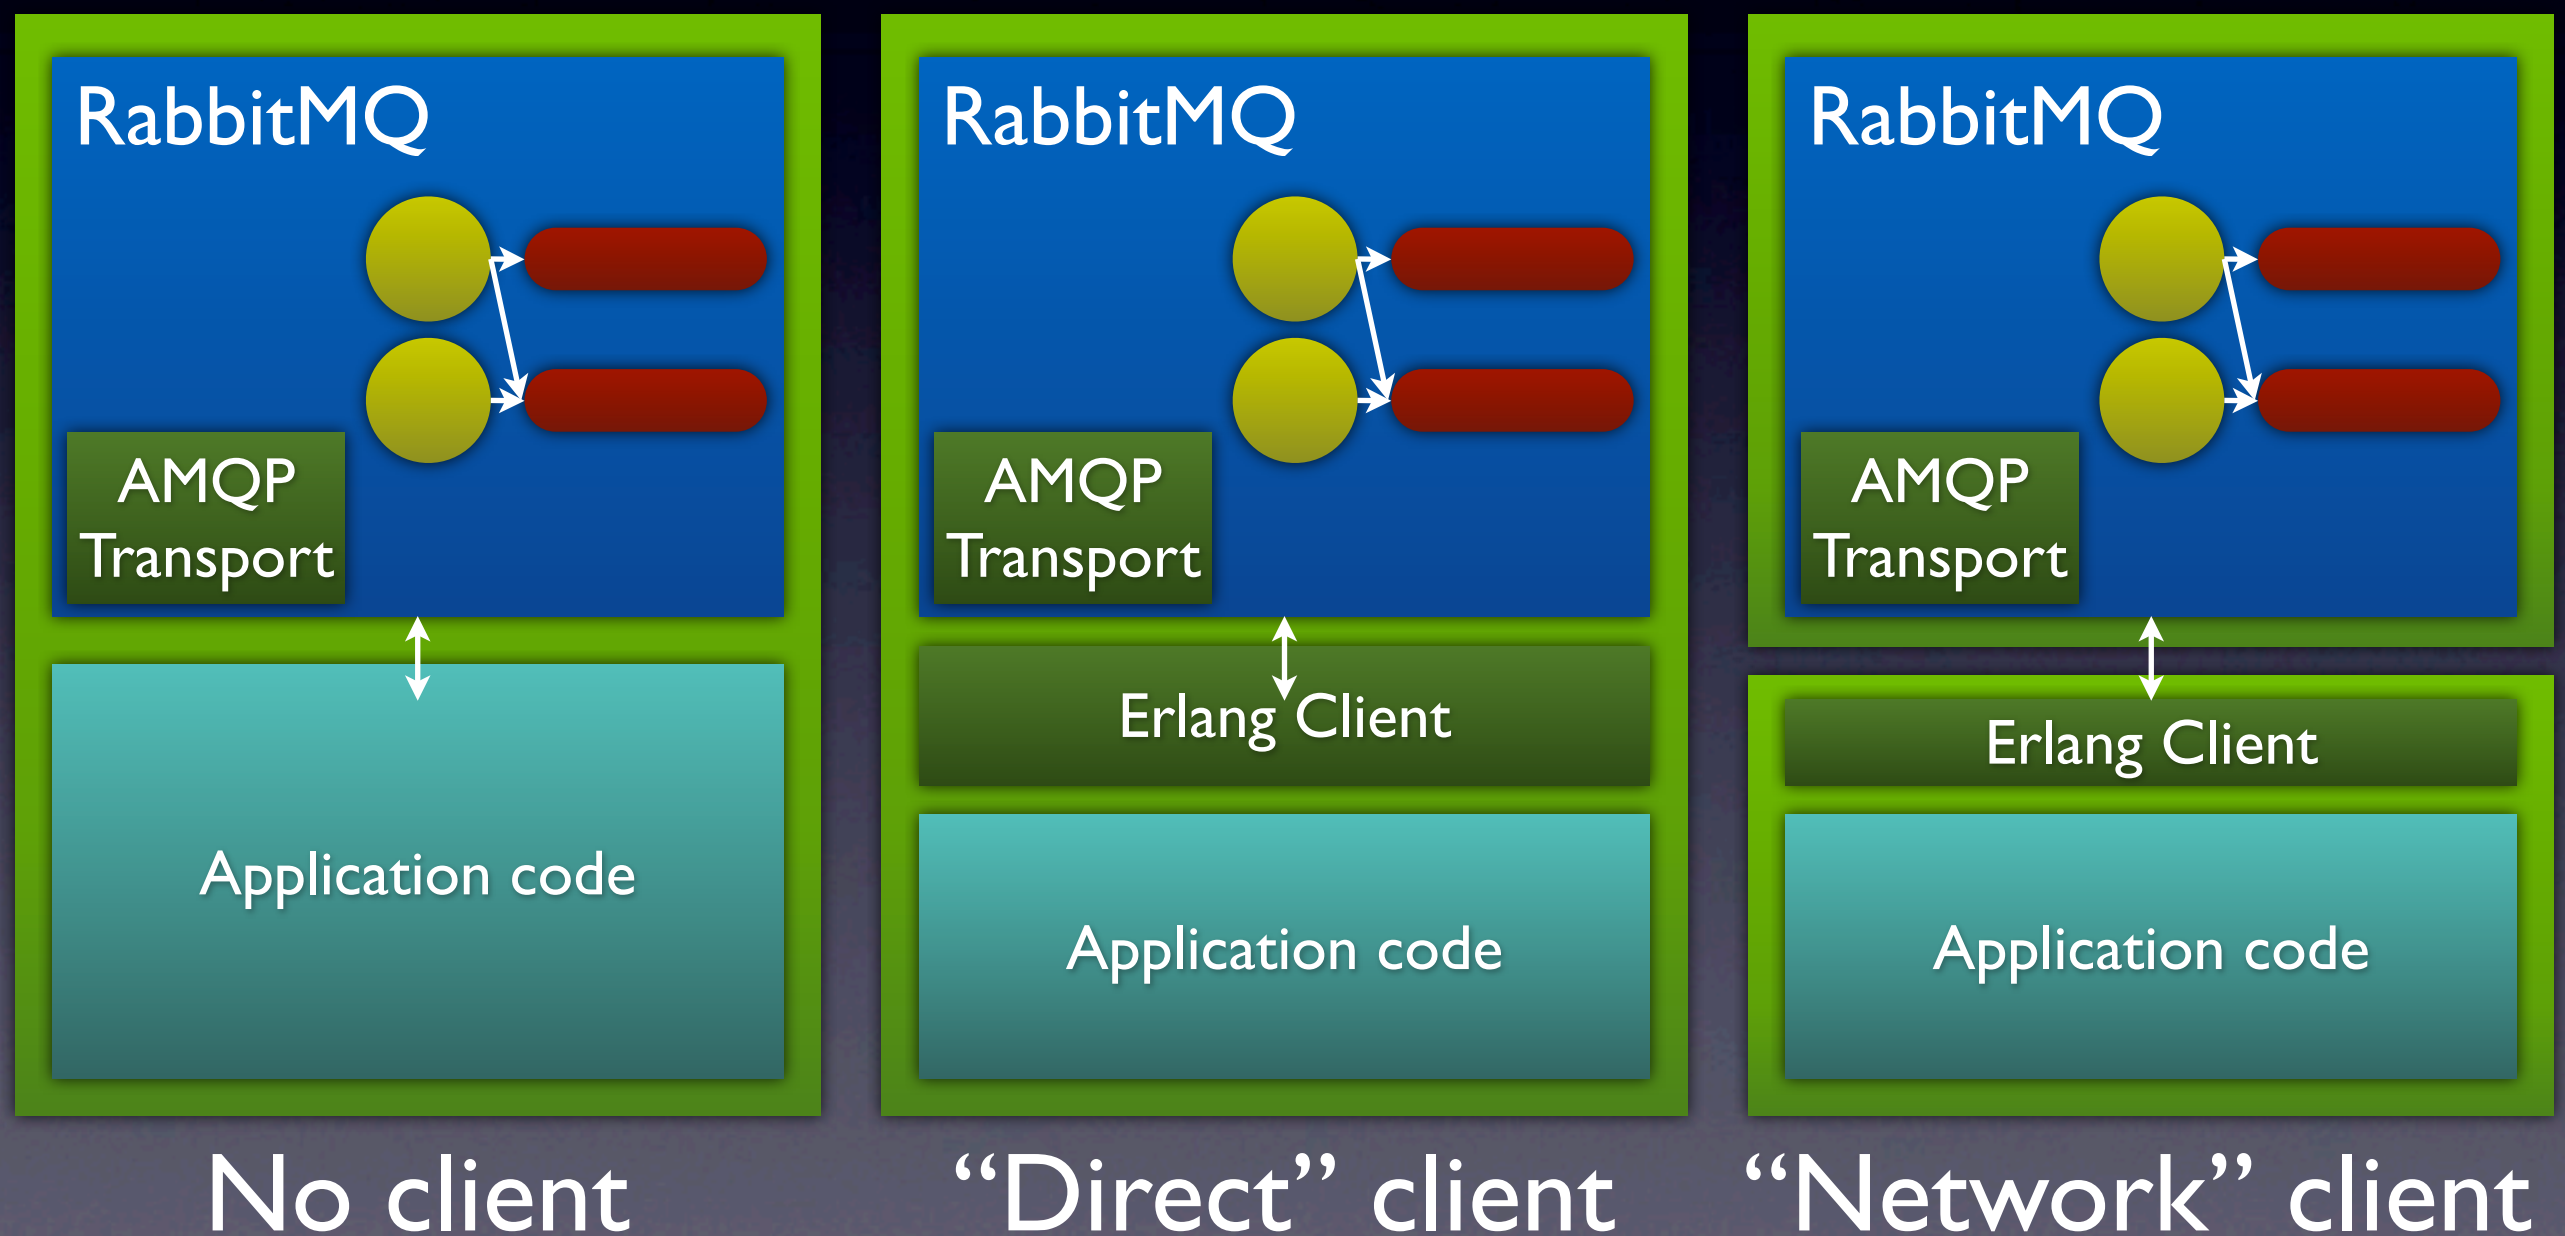 RabbitMQ
AMQP
Transport
Application code
No client
RabbitMQ
AMQP
Transport
Erlang Client
Application code
“Direct” client
RabbitMQ
AMQP
Transport
Erlang Client
Application code
“Network” client